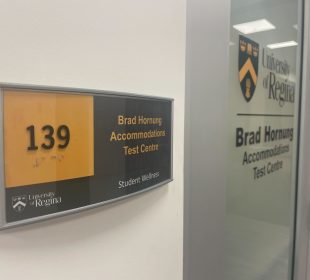 139
Brad Hornung
Accommodations
Test Centre
Student Wellness
University
of Regina
University
of Regina
Brad Hornung
Accommodations
Test Centre